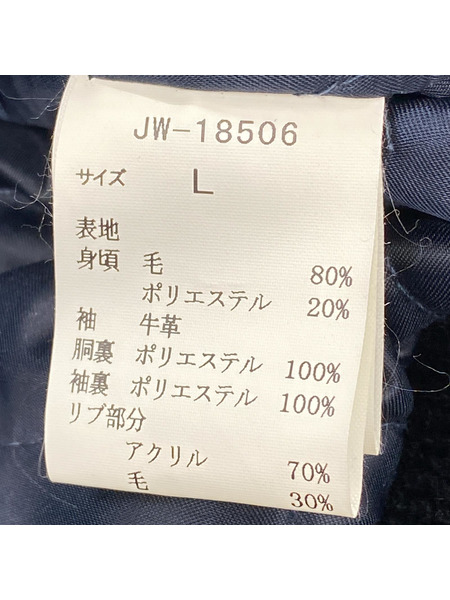 JW-18506
サイズ L
表地
身頃 毛 80%
ポリエステル 20%
袖 牛革
胴裏 ポリエステル 100%
袖裏 ポリエステル 100%
リブ部分
アクリル 70%
毛 30%